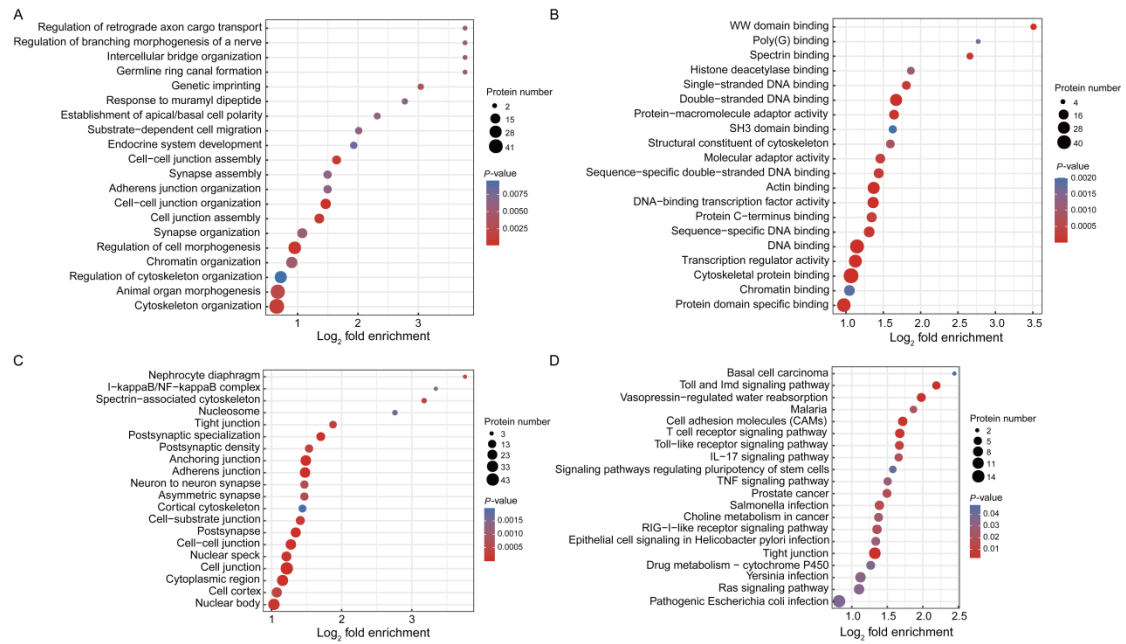 A
Regulation of retrograde axon cargo transport
Regulation of branching morphogenesis of a nerve
Intercellular bridge organization
Germline ring canal formation
Genetic imprinting
Response to muramyl dipeptide
Establishment of apical/basal cell polarity
Substrate-dependent cell migration
Endocrine system development
Cell−cell junction assembly
Synapse assembly
Adherens junction organization
Cell−cell junction organization
Cell junction assembly
Synapse organization
Regulation of cell morphogenesis
Chromatin organization
Regulation of cytoskeleton organization
Animal organ morphogenesis
Cytoskeleton organization
1 2 3
Log2 fold enrichment
Protein number
2
15
28
41
P-value
0.0075
0.0050
0.0025
B
WW domain binding
Poly(G) binding
Spectrin binding
Histone deacetylase binding
Single-stranded DNA binding
Double-stranded DNA binding
Protein-macromolecule adaptor activity
SH3 domain binding
Structural constituent of cytoskeleton
Molecular adaptor activity
Sequence-specific double-stranded DNA binding
Actin binding
DNA-binding transcription factor activity
Protein C-terminus binding
Sequence-specific DNA binding
DNA binding
Transcription regulator activity
Cytoskeletal protein binding
Chromatin binding
Protein domain specific binding
1.0 1.5 2.0 2.5 3.0 3.5
Log2 fold enrichment
Protein number
4
16
28
40
P-value
0.0020
0.0015
0.0010
0.0005
C
Nephrocyte diaphragm
I-kappaB/NF-kappaB complex
Spectrin-associated cytoskeleton
Nucleosome
Tight junction
Postsynaptic specialization
Postsynaptic density
Anchoring junction
Adherens junction
Neuron to neuron synapse
Asymmetric synapse
Cortical cytoskeleton
Cell−substrate junction
Postsynapse
Cell−cell junction
Nuclear speck
Cell junction
Cytoplasmic region
Cell cortex
Nuclear body
1 2 3
Log2 fold enrichment
Protein number
3
13
23
33
43
P-value
0.0015
0.0010
0.0005
D
Basal cell carcinoma
Toll and Imd signaling pathway
Vasopressin-regulated water reabsorption
Malaria
Cell adhesion molecules (CAMs)
T cell receptor signaling pathway
Toll-like receptor signaling pathway
IL-17 signaling pathway
Signaling pathways regulating pluripotency of stem cells
TNF signaling pathway
Prostate cancer
Salmonella infection
Choline metabolism in cancer
RIG-I-like receptor signaling pathway
Epithelial cell signaling in Helicobacter pylori infection
Tight junction
Drug metabolism − cytochrome P450
Yersinia infection
Ras signaling pathway
Pathogenic Escherichia coli infection
1.0 1.5 2.0 2.5
Log2 fold enrichment
Protein number
2
5
8
11
14
P-value
0.04
0.03
0.02
0.01